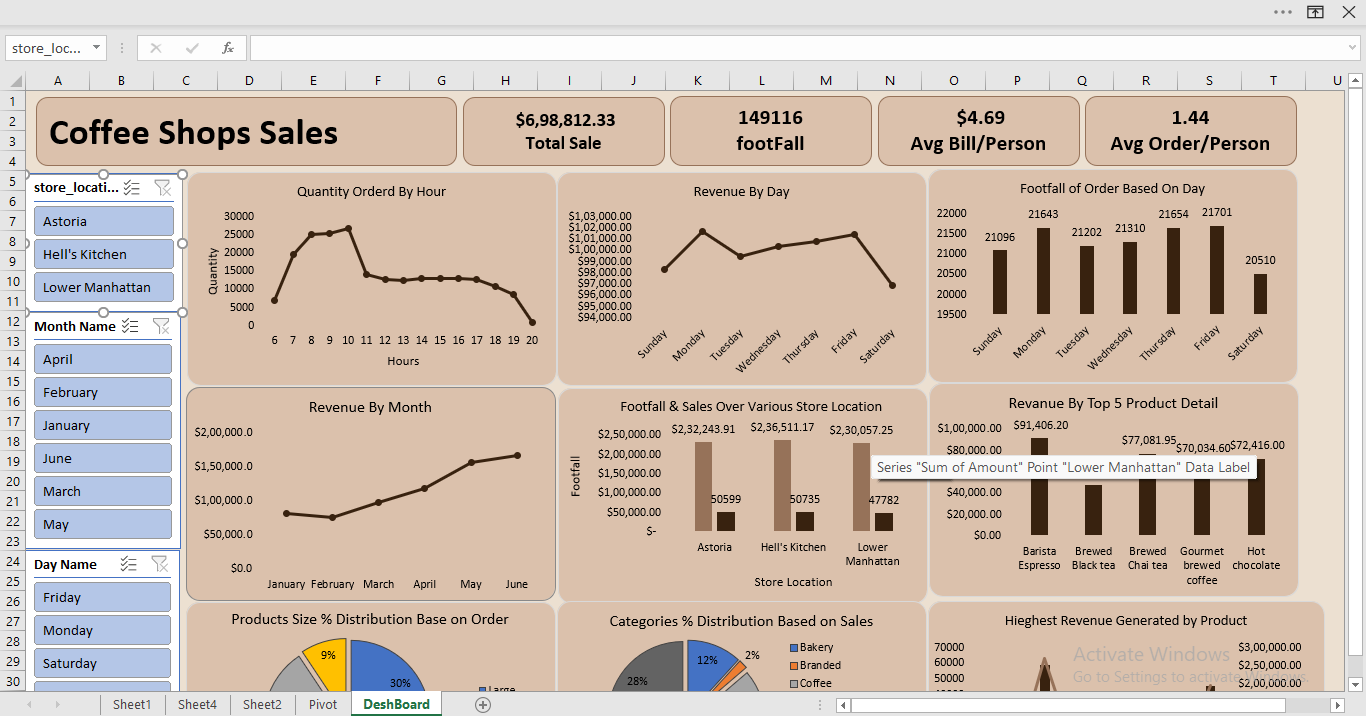 store_loc...
fx
A B C D E F G H I J K L M N O P Q R S T U
1
2
3
4
5
6
7
8
9
10
11
12
13
14
15
16
17
18
19
20
21
22
23
24
25
26
27
28
29
30
Coffee Shops Sales
$6,98,812.33
Total Sale
149116
footFall
$4.69
Avg Bill/Person
1.44
Avg Order/Person
store_locati...
Astoria
Hell's Kitchen
Lower Manhattan
Month Name
April
February
January
June
March
May
Day Name
Friday
Monday
Saturday
Quantity Orderd By Hour
30000
25000
20000
15000
10000
5000
0
Quantity
6 7 8 9 10 11 12 13 14 15 16 17 18 19 20
Hours
Revenue By Day
$1,03,000.00
$1,02,000.00
$1,01,000.00
$1,00,000.00
$99,000.00
$98,000.00
$97,000.00
$96,000.00
$95,000.00
$94,000.00
Sunday Monday Tuesday Wednesday Thursday Friday Saturday
Footfall of Order Based On Day
22000
21500
21000
20500
20000
19500
21096 21643 21202 21310 21654 21701 20510
Sunday Monday Tuesday Wednesday Thursday Friday Saturday
Revenue By Month
$2,00,000.0
$1,50,000.0
$1,00,000.0
$50,000.0
$0.0
January February March April May June
Footfall & Sales Over Various Store Location
$2,50,000.00
$2,00,000.00
$1,50,000.00
$1,00,000.00
$50,000.00
$-
Footfall
$2,32,243.91 $2,36,511.17 $2,30,057.25
50599 50735 47782
Astoria Hell's Kitchen Lower
Manhattan
Store Location
Revanue By Top 5 Product Detail
$1,00,000.00
$80,000.00
$40,000.00
$20,000.00
$0.00
$91,406.20 $77,081.95 $70,034.60 $72,416.00
Series "Sum of Amount" Point "Lower Manhattan" Data Label
Barista Brewed Brewed Gourmet Hot
Espresso Black tea Chai tea brewed chocolate
coffee
Products Size % Distribution Base on Order
9%
30%
Large
Categories % Distribution Based on Sales
12%
2%
28%
Bakery
Branded
Coffee
Hieghest Revenue Generated by Product
70000
60000
50000
40000
$3,00,000.00
$2,50,000.00
$2,00,000.00
Activate Windows
Go to Settings to activate Windows.
Sheet1 Sheet4 Sheet2 Pivot DeshBoard